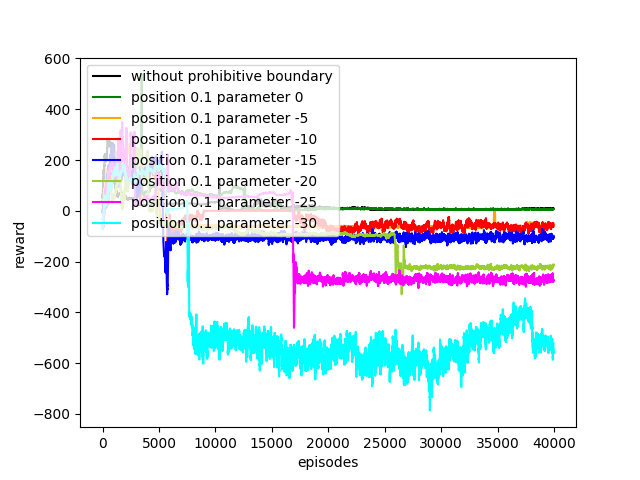 600
400
200
0
−200
−400
−600
−800
reward
without prohibitive boundary
position 0.1 parameter 0
position 0.1 parameter -5
position 0.1 parameter -10
position 0.1 parameter -15
position 0.1 parameter -20
position 0.1 parameter -25
position 0.1 parameter -30
0 5000 10000 15000 20000 25000 30000 35000 40000
episodes